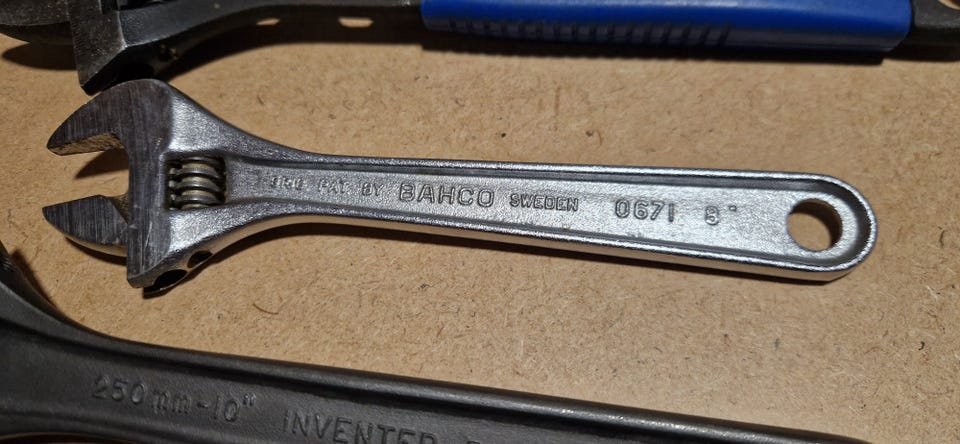 PAT. BY BAHCO SWEDEN 0671 8"
250mm-10" INVENTED